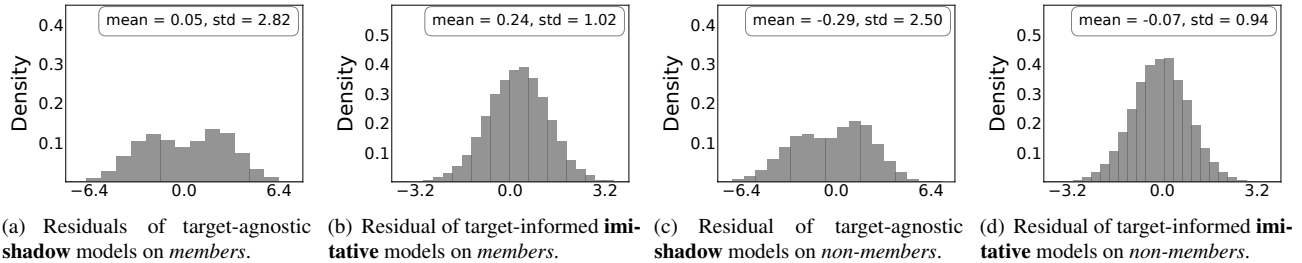 mean = 0.05, std = 2.82
0.4
0.3
0.2
0.1
Density
−6.4 0.0 6.4
(a) Residuals of target-agnostic
shadow models on members.
mean = 0.24, std = 1.02
0.5
0.4
0.3
0.2
0.1
Density
−3.2 0.0 3.2
(b) Residual of target-informed imi-
tative models on members.
mean = -0.29, std = 2.50
0.4
0.3
0.2
0.1
Density
−6.4 0.0 6.4
(c) Residual of target-agnostic
shadow models on non-members.
mean = -0.07, std = 0.94
0.5
0.4
0.3
0.2
0.1
Density
−3.2 0.0 3.2
(d) Residual of target-informed imi-
tative models on non-members.